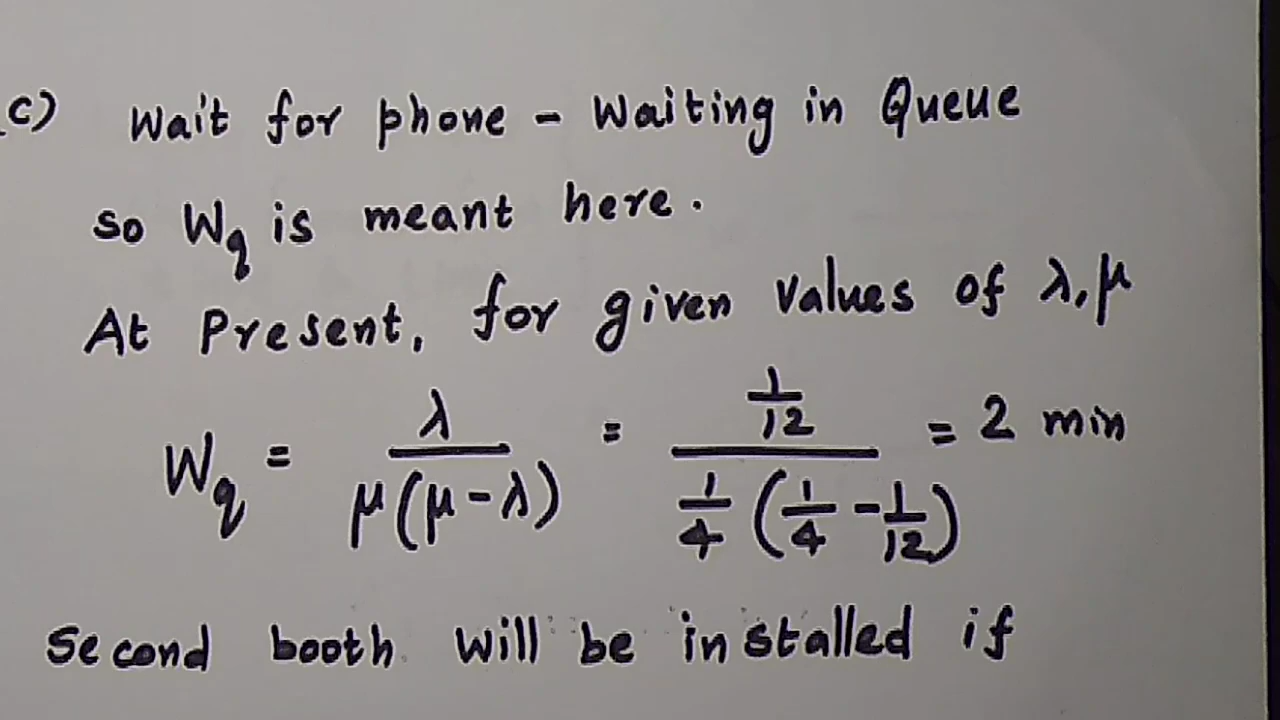 c) Wait for phone - Waiting in Queue
so Wq is meant here.
At Present, for given values of λ, μ
Wq = λ / μ(μ-λ) = 1/12 / 1/4 (1/4 - 1/12) = 2 min
Second booth will be installed if